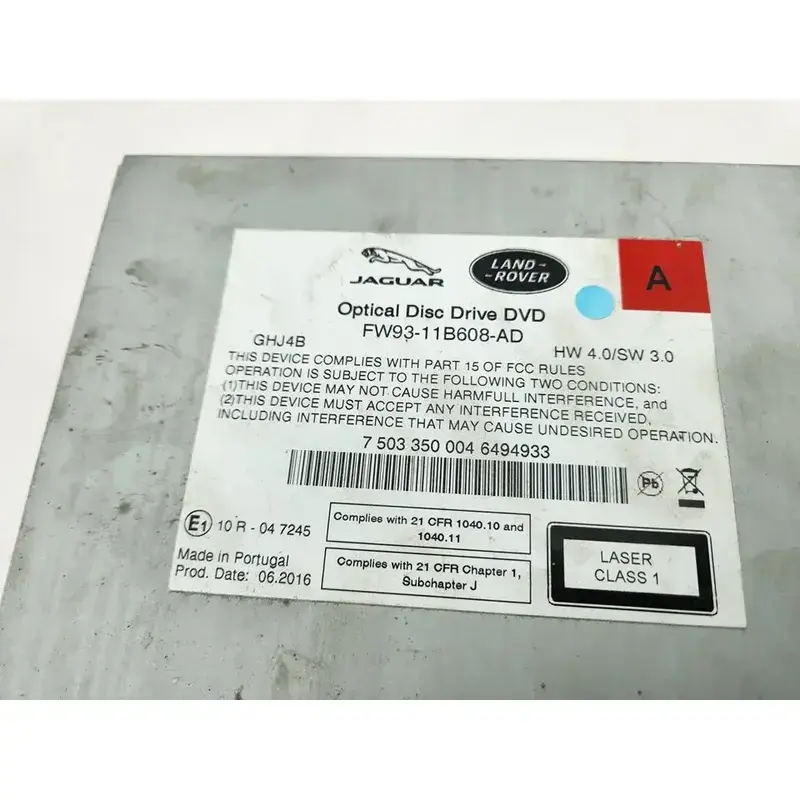 JAGUAR
LAND-
-ROVER
A
Optical Disc Drive DVD
FW93-11B608-AD
GHJ4B
HW 4.0/SW 3.0
THIS DEVICE COMPLIES WITH PART 15 OF FCC RULES
OPERATION IS SUBJECT TO THE FOLLOWING TWO CONDITIONS:
(1)THIS DEVICE MAY NOT CAUSE HARMFULL INTERFERENCE, and
(2)THIS DEVICE MUST ACCEPT ANY INTERFERENCE RECEIVED,
INCLUDING INTERFERENCE THAT MAY CAUSE UNDESIRED OPERATION.
7 503 350 004 6494933
Pb
E1 10 R - 04 7245
Complies with 21 CFR 1040.10 and
1040.11
Made in Portugal
Prod. Date: 06.2016
Complies with 21 CFR Chapter 1,
Subchapter J
LASER
CLASS 1